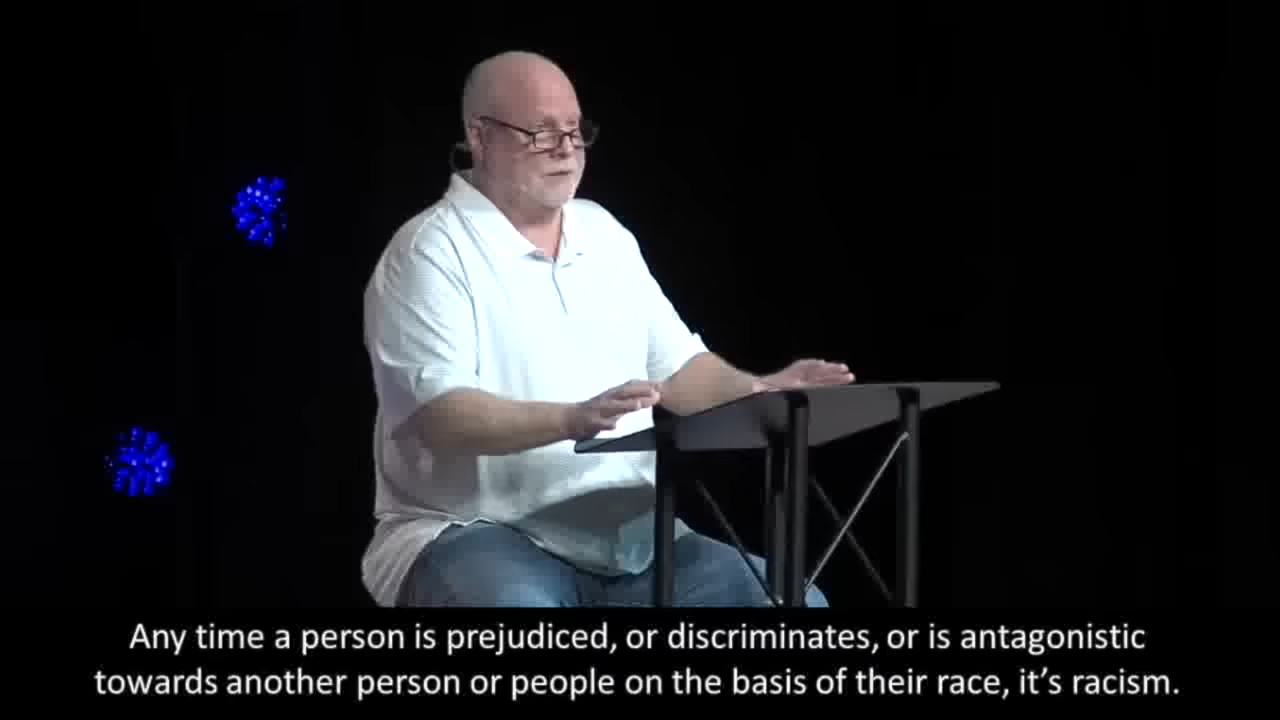 Any time a person is prejudiced, or discriminates, or is antagonistic
towards another person or people on the basis of their race, it’s racism.